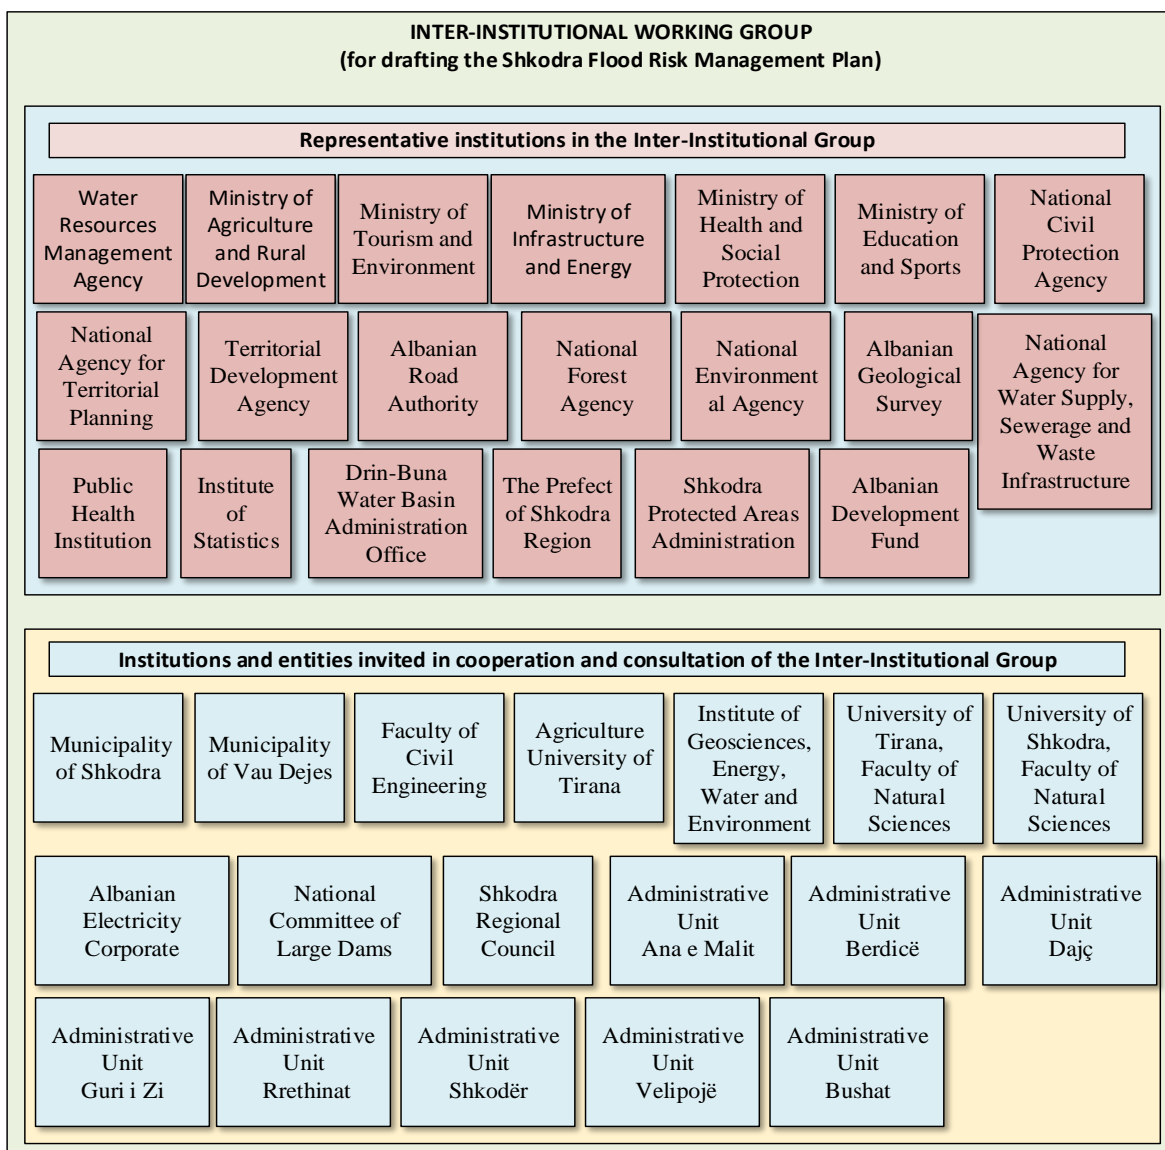 INTER-INSTITUTIONAL WORKING GROUP
(for drafting the Shkodra Flood Risk Management Plan)
Representative institutions in the Inter-Institutional Group
Water
Resources
Management
Agency
Ministry of
Agriculture
and Rural
Development
Ministry of
Tourism and
Environment
Ministry of
Infrastructure
and Energy
Ministry of
Health and
Social
Protection
Ministry of
Education
and Sports
National
Civil
Protection
Agency
National
Agency for
Territorial
Planning
Territorial
Development
Agency
Albanian
Road
Authority
National
Forest
Agency
National
Environment
al Agency
Albanian
Geological
Survey
National
Agency for
Water Supply,
Sewerage and
Waste
Infrastructure
Public
Health
Institution
Institute
of
Statistics
Drin-Buna
Water Basin
Administration
Office
The Prefect
of Shkodra
Region
Shkodra
Protected Areas
Administration
Albanian
Development
Fund
Institutions and entities invited in cooperation and consultation of the Inter-Institutional Group
Municipality
of Shkodra
Municipality
of Vau Dejes
Faculty of
Civil
Engineering
Agriculture
University of
Tirana
Institute of
Geosciences,
Energy,
Water and
Environment
University of
Tirana,
Faculty of
Natural
Sciences
University of
Shkodra,
Faculty of
Natural
Sciences
Albanian
Electricity
Corporate
National
Committee of
Large Dams
Shkodra
Regional
Council
Administrative
Unit
Ana e Malit
Administrative
Unit
Berdicë
Administrative
Unit
Dajç
Administrative
Unit
Guri i Zi
Administrative
Unit
Rrethinat
Administrative
Unit
Shkodër
Administrative
Unit
Velipojë
Administrative
Unit
Bushat